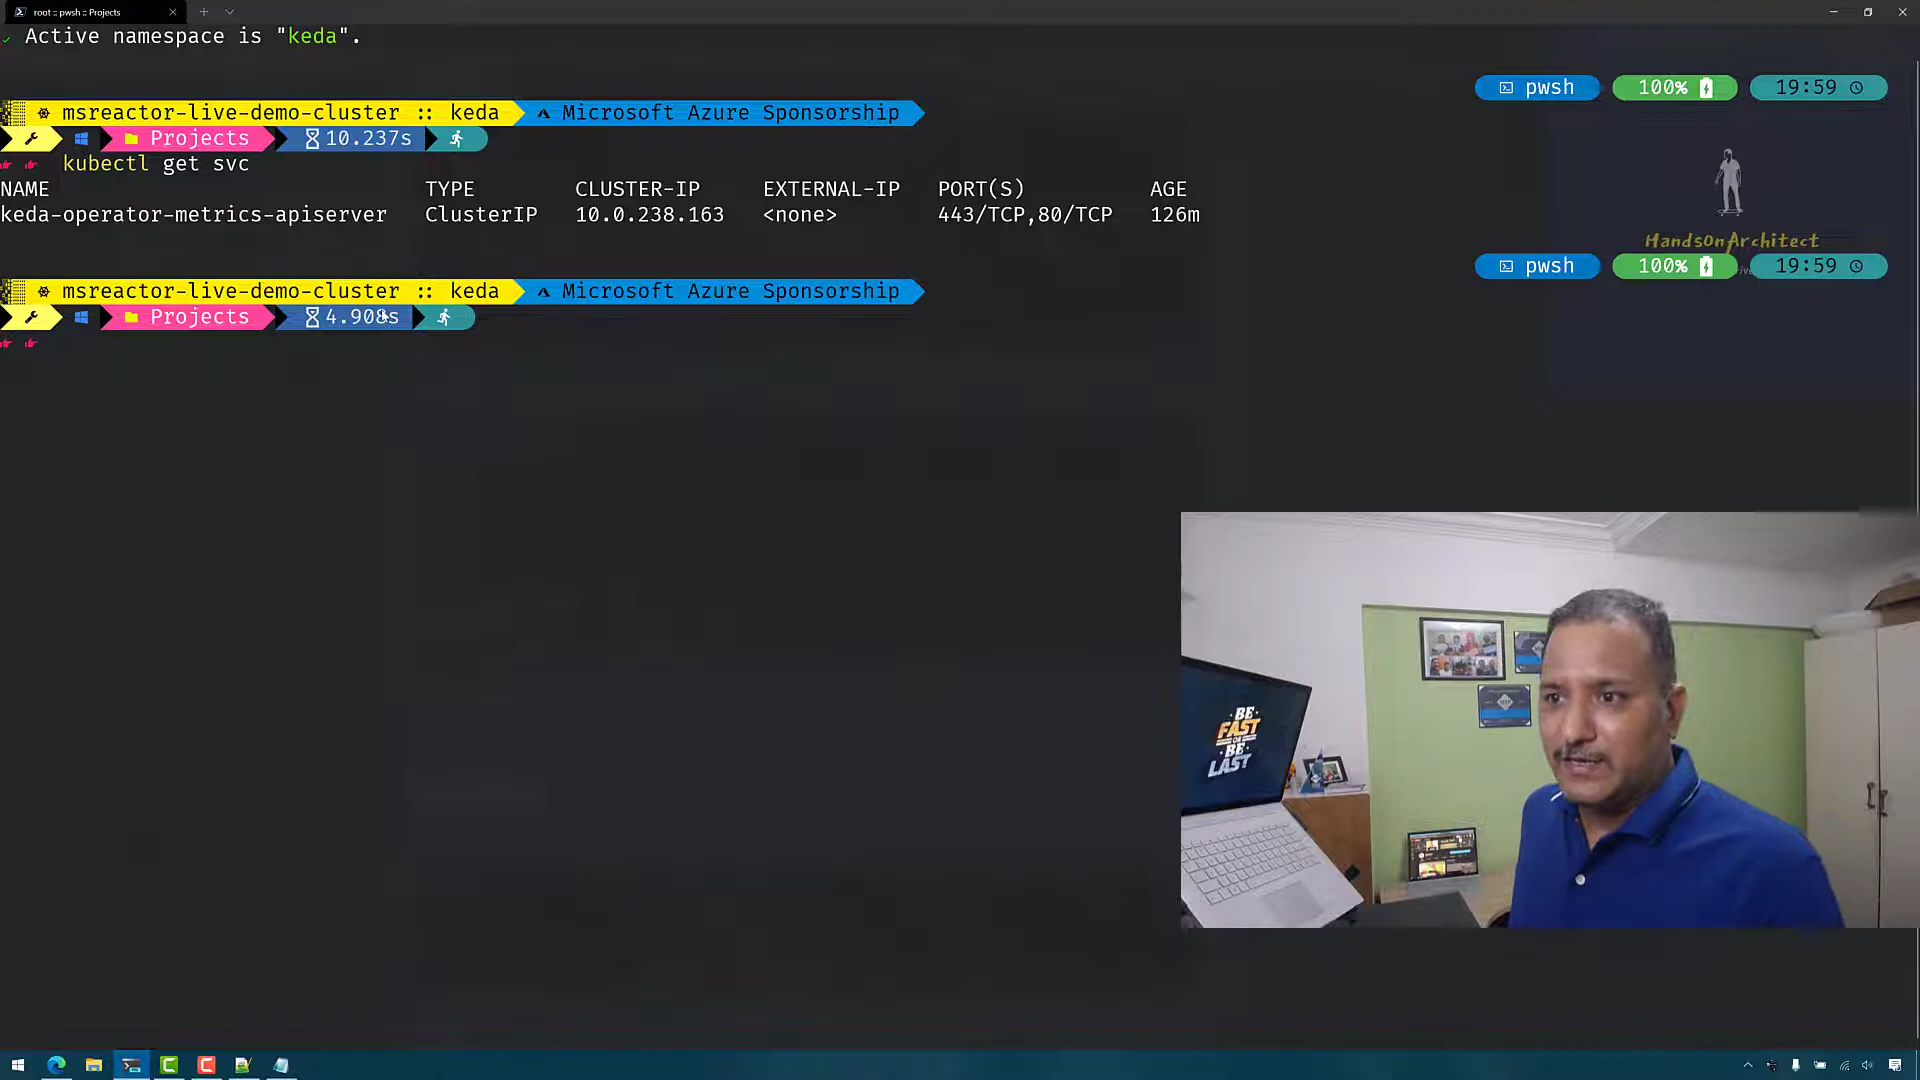 root :: pwsh :: Projects
Active namespace is "keda".
pwsh 100% 19:59
msreactor-live-demo-cluster :: keda Microsoft Azure Sponsorship
Projects 10.237s
kubectl get svc
NAME TYPE CLUSTER-IP EXTERNAL-IP PORT(S) AGE
keda-operator-metrics-apiserver ClusterIP 10.0.238.163 <none> 443/TCP,80/TCP 126m
HandsOnArchitect
pwsh 100% 19:59
msreactor-live-demo-cluster :: keda Microsoft Azure Sponsorship
Projects 4.908s
BE
FAST
OR
BE
LAST